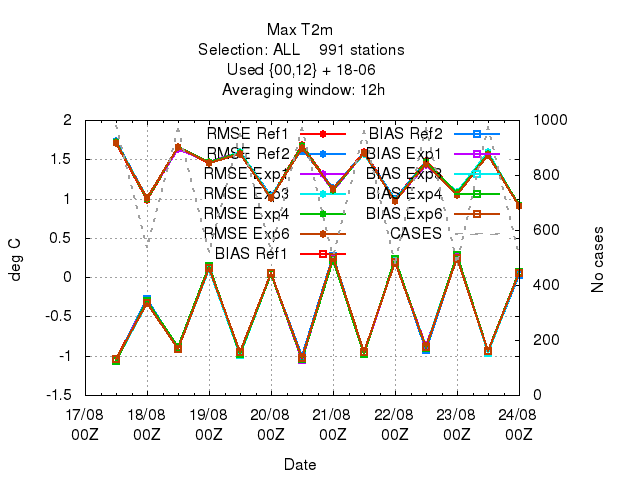 Max T2m
Selection: ALL    991 stations
Used {00,12} + 18-06
Averaging window: 12h
2
1.5
1
0.5
0
-0.5
-1
-1.5
deg C
1000
800
600
400
200
0
No cases
RMSE Ref1
RMSE Ref2
RMSE Exp1
RMSE Exp3
RMSE Exp4
RMSE Exp6
BIAS Ref1
BIAS Ref2
BIAS Exp1
BIAS Exp3
BIAS Exp4
BIAS Exp6
CASES
17/08 18/08 19/08 20/08 21/08 22/08 23/08 24/08
00Z 00Z 00Z 00Z 00Z 00Z 00Z 00Z
Date